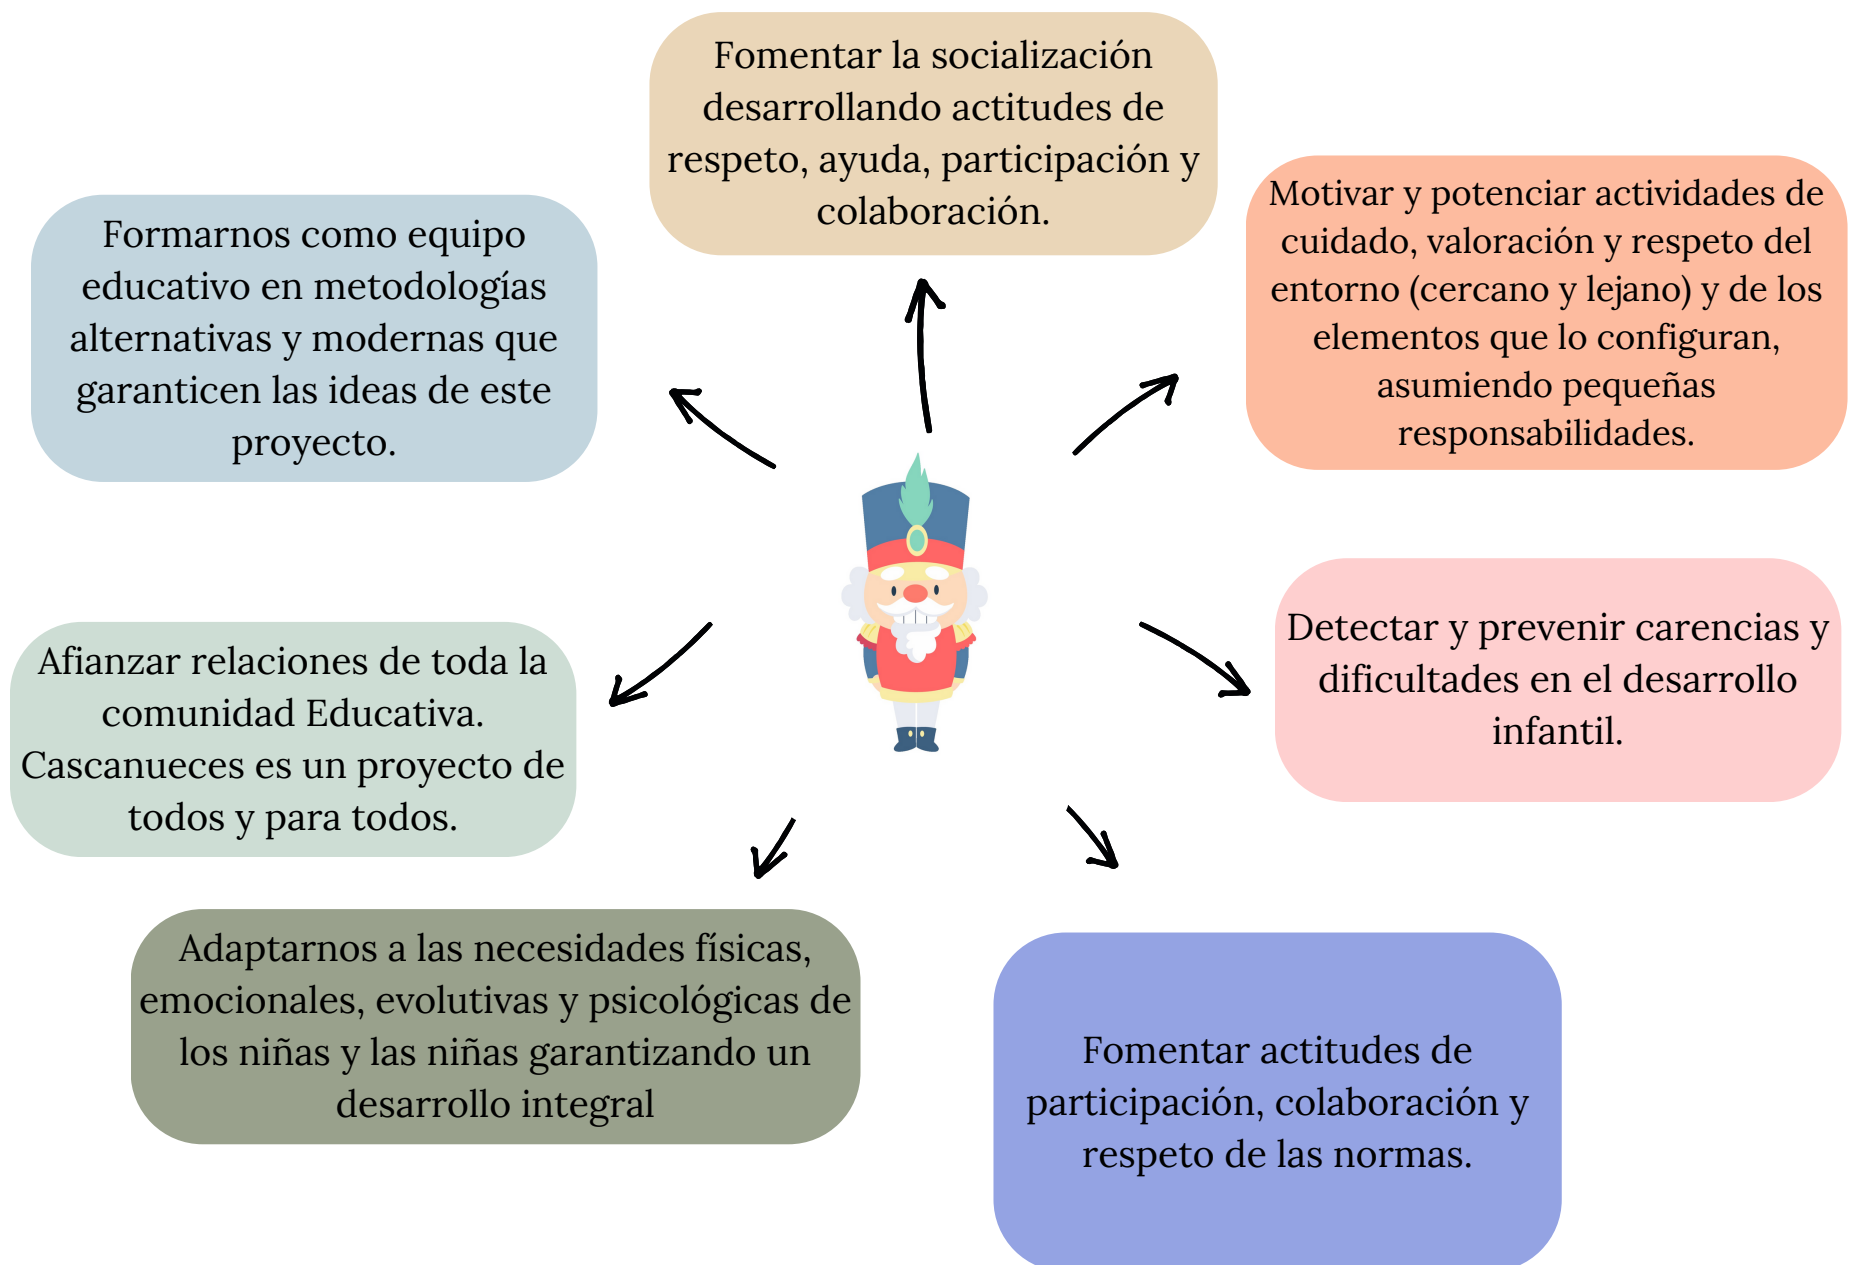 Fomentar la socialización
desarrollando actitudes de
respeto, ayuda, participación y
colaboración.
Motivar y potenciar actividades de
cuidado, valoración y respeto del
entorno (cercano y lejano) y de los
elementos que lo configuran,
asumiendo pequeñas
responsabilidades.
Formarnos como equipo
educativo en metodologías
alternativas y modernas que
garanticen las ideas de este
proyecto.
Detectar y prevenir carencias y
dificultades en el desarrollo
infantil.
Afianzar relaciones de toda la
comunidad Educativa.
Cascanueces es un proyecto de
todos y para todos.
Adaptarnos a las necesidades físicas,
emocionales, evolutivas y psicológicas de
los niñas y las niñas garantizando un
desarrollo integral
Fomentar actitudes de
participación, colaboración y
respeto de las normas.